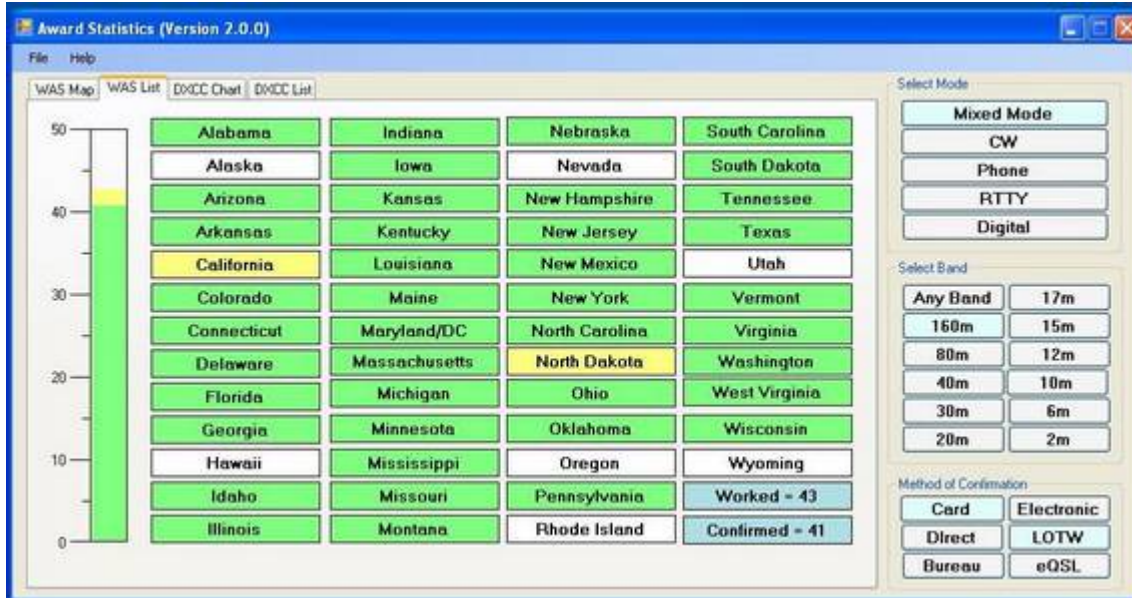 Award Statistics (Version 2.0.0)
File Help
WAS Map WAS List DXCC Chart DXCC List
50
40
30
20
10
0
Alabama Indiana Nebraska South Carolina
Alaska Iowa Nevada South Dakota
Arizona Kansas New Hampshire Tennessee
Arkansas Kentucky New Jersey Texas
California Louisiana New Mexico Utah
Colorado Maine New York Vermont
Connecticut Maryland/DC North Carolina Virginia
Delaware Massachusetts North Dakota Washington
Florida Michigan Ohio West Virginia
Georgia Minnesota Oklahoma Wisconsin
Hawaii Mississippi Oregon Wyoming
Idaho Missouri Pennsylvania Worked = 43
Illinois Montana Rhode Island Confirmed = 41
Select Mode
Mixed Mode
CW
Phone
RTTY
Digital
Select Band
Any Band 17m
160m 15m
80m 12m
40m 10m
30m 6m
20m 2m
Method of Confirmation
Card Electronic
DIrect LOTW
Bureau eQSL